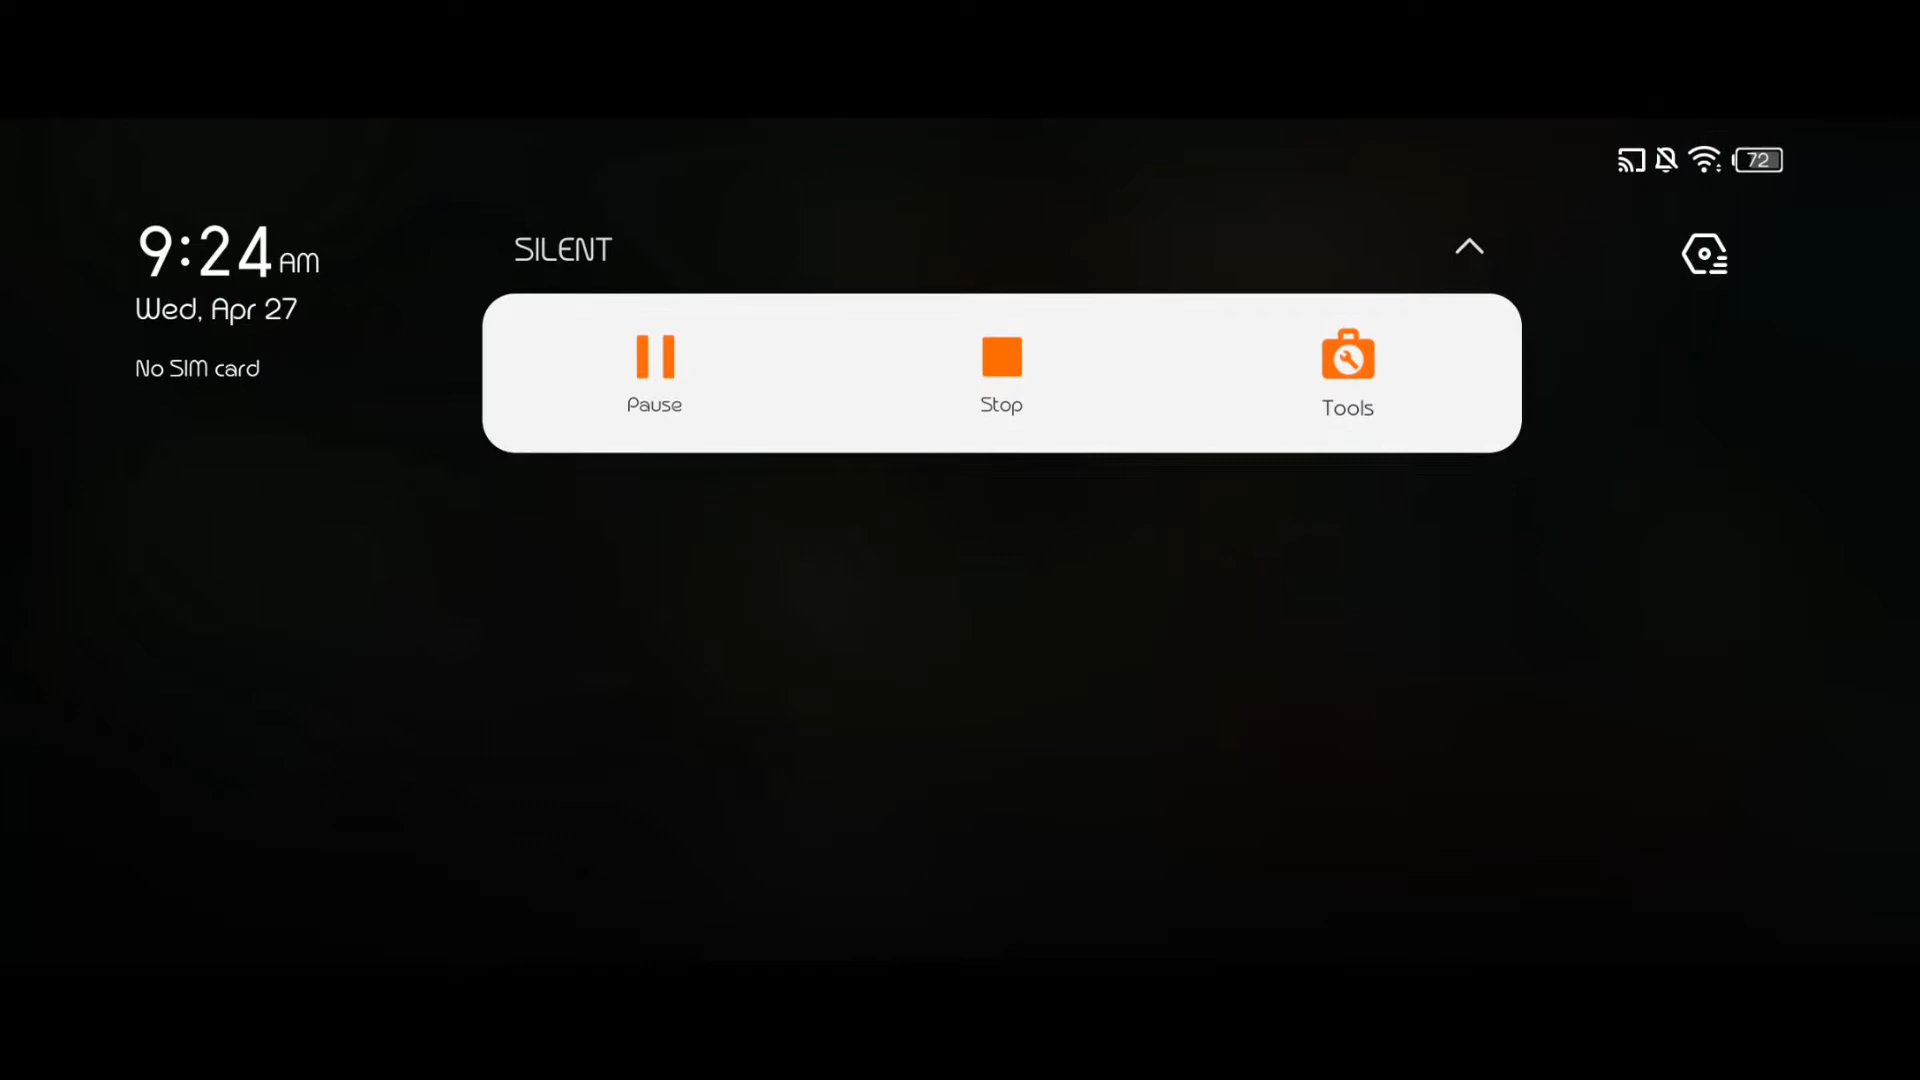 72
9:24 AM
SILENT
Wed, Apr 27
No SIM card
Pause
Stop
Tools